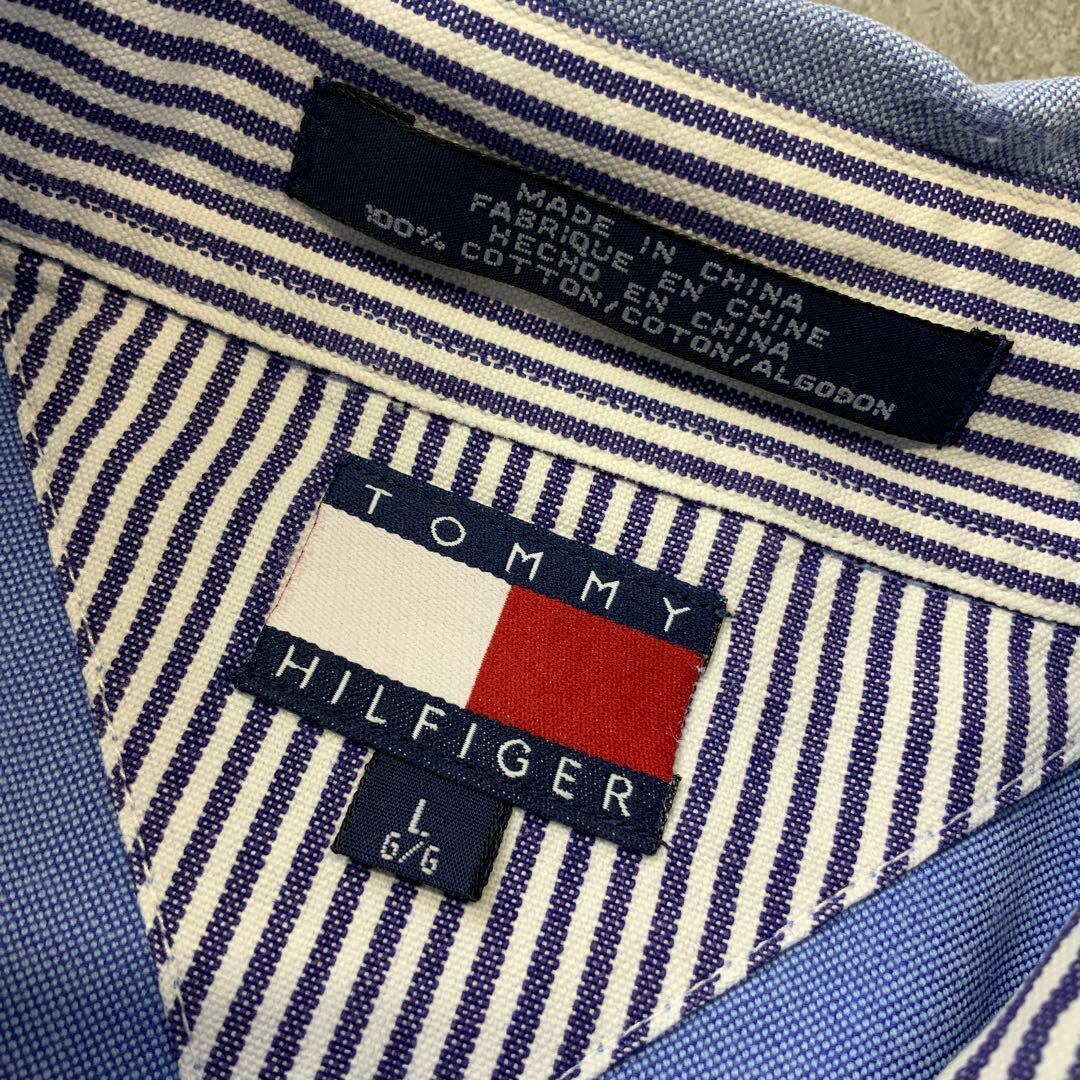 MADE IN CHINA
FABRIQUE EN CHINE
HECHO EN CHINA
100% COTTON/COTON/ALGODON
TOMMY
HILFIGER
L
G/G